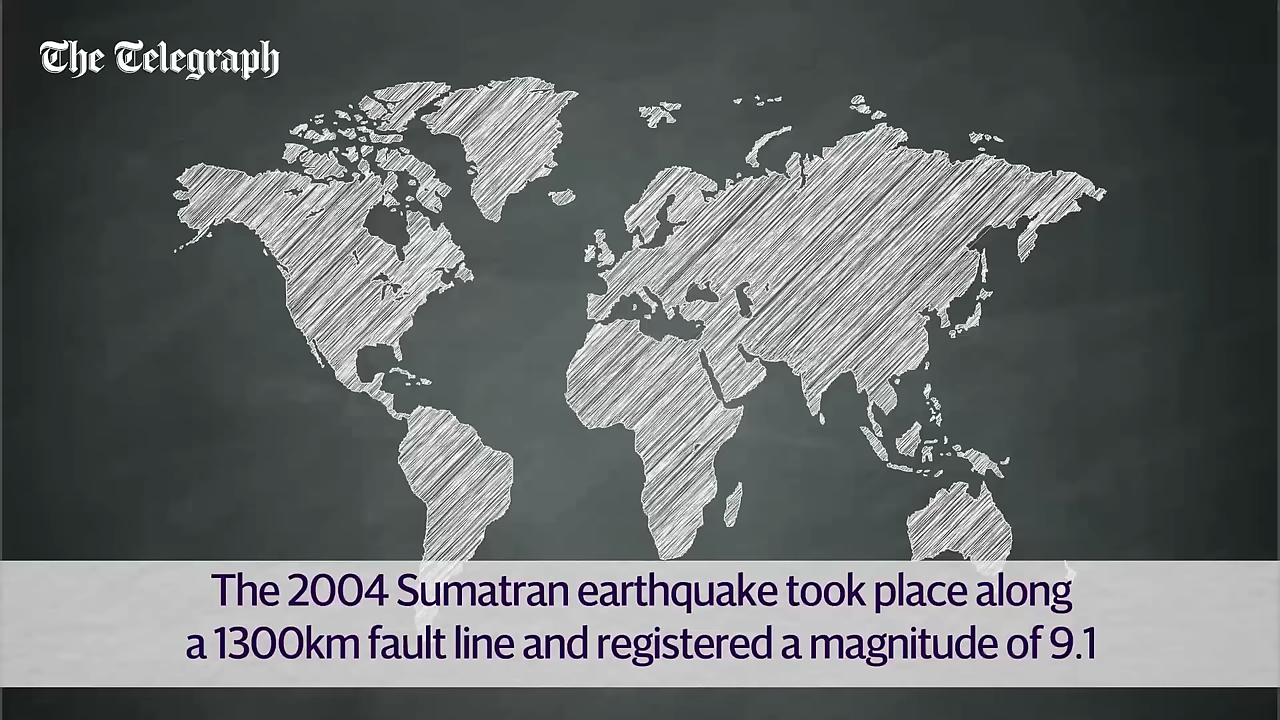 The Telegraph
The 2004 Sumatran earthquake took place along
a 1300km fault line and registered a magnitude of 9.1